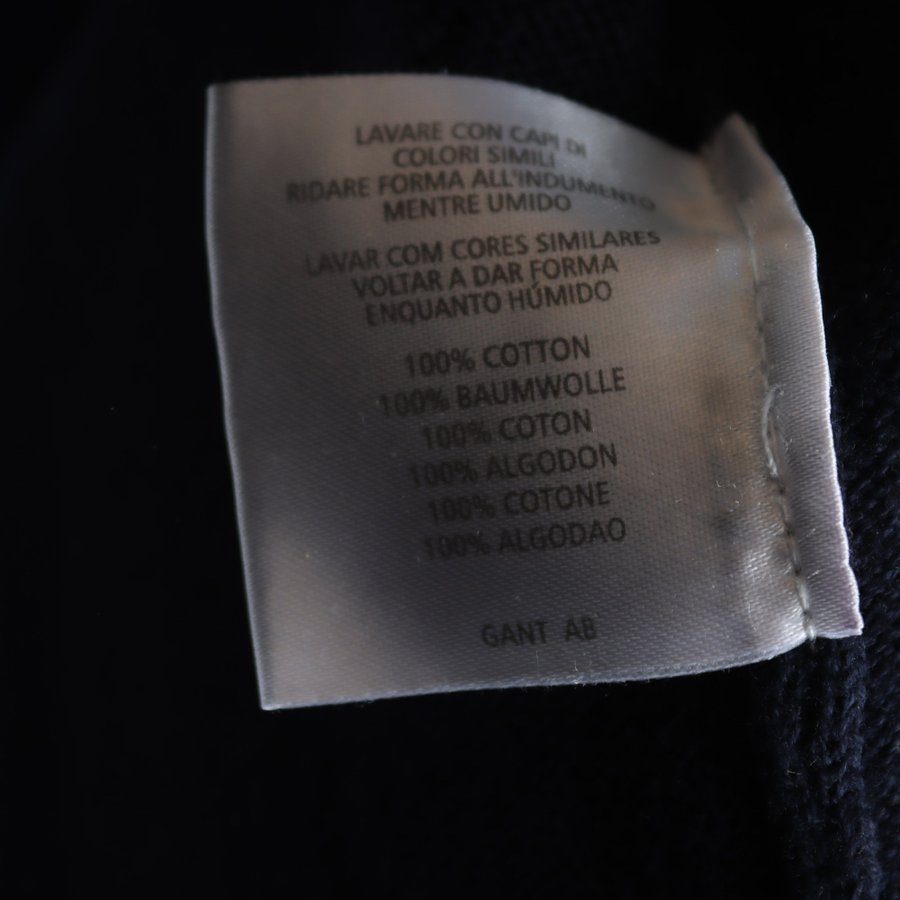 LAVARE CON CAPI DI
COLORI SIMILI
RIDARE FORMA ALL'INDUMENTO
MENTRE UMIDO
LAVAR COM CORES SIMILARES
VOLTAR A DAR FORMA
ENQUANTO HÚMIDO
100% COTTON
100% BAUMWOLLE
100% COTON
100% ALGODON
100% COTONE
100% ALGODAO
GANT AB